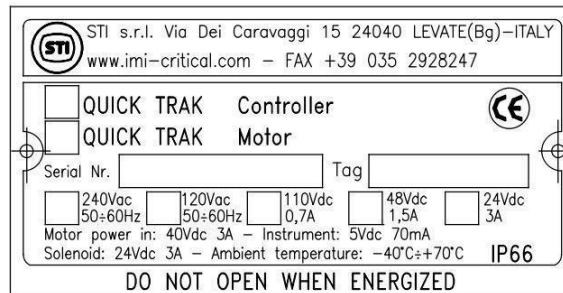 STI s.r.l. Via Dei Caravaggi 15 24040 LEVATE(Bg)-ITALY
STI
www.imi-critical.com - FAX +39 035 2928247
QUICK TRAK Controller
CE
QUICK TRAK Motor
Serial Nr. Tag
240Vac 120Vac 110Vdc 48Vdc 24Vdc
50÷60Hz 50÷60Hz 0,7A 1,5A 3A
Motor power in: 40Vdc 3A - Instrument: 5Vdc 70mA
Solenoid: 24Vdc 3A - Ambient temperature: -40°C÷+70°C IP66
DO NOT OPEN WHEN ENERGIZED